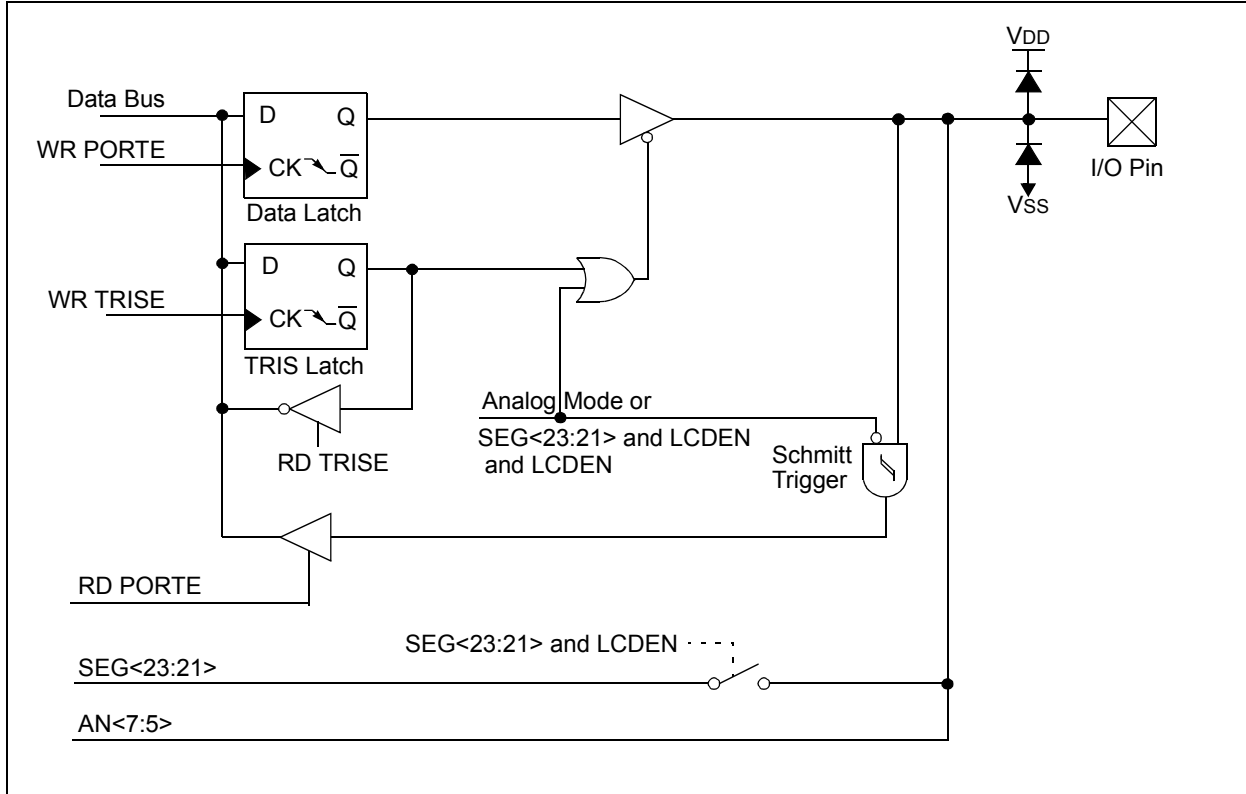 VDD
Data Bus
D Q
WR PORTE
CK Q
I/O Pin
Data Latch
VSS
D Q
WR TRISE
CK Q
TRIS Latch
Analog Mode or
SEG<23:21> and LCDEN
and LCDEN
RD TRISE
Schmitt
Trigger
RD PORTE
SEG<23:21> and LCDEN
SEG<23:21>
AN<7:5>